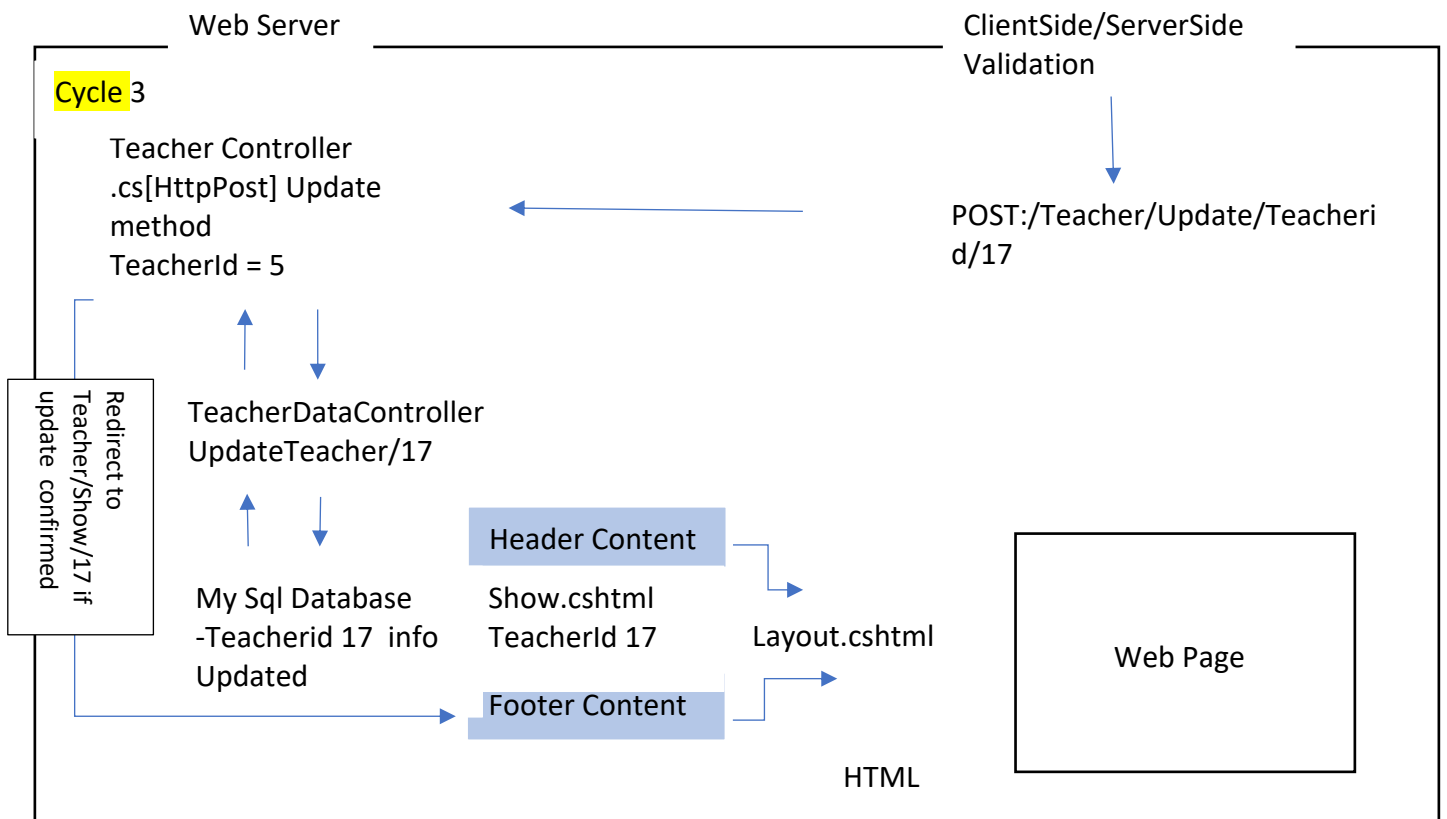 Web Server
ClientSide/ServerSide
Validation
Cycle 3
Teacher Controller
.cs[HttpPost] Update
method
TeacherId = 5
POST:/Teacher/Update/Teacheri
d/17
Redirect to
Teacher/Show/17 if
update confirmed
TeacherDataController
UpdateTeacher/17
My Sql Database
-Teacherid 17 info
Updated
Header Content
Show.cshtml
TeacherId 17
Footer Content
Layout.cshtml
HTML
Web Page